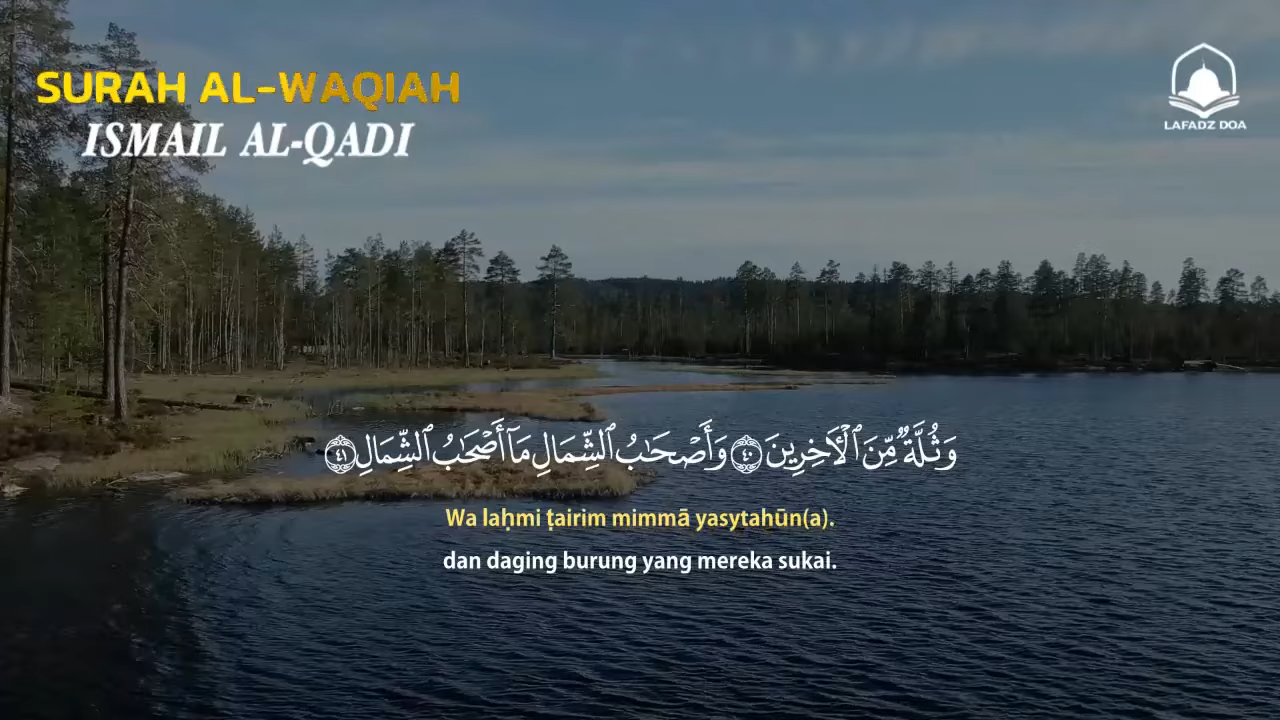 SURAH AL-WAQIAH
ISMAIL AL-QADI
LAFADZ DOA
وَثُلَّةٌ مِّنَ ٱلْأَخِرِينَ ۝٤٠ وَأَصْحَٰبُ ٱلشِّمَالِ مَآ أَصْحَٰبُ ٱلشِّمَالِ ۝٤١
Wa laḥmi ṭairim mimmā yasytahūn(a).
dan daging burung yang mereka sukai.